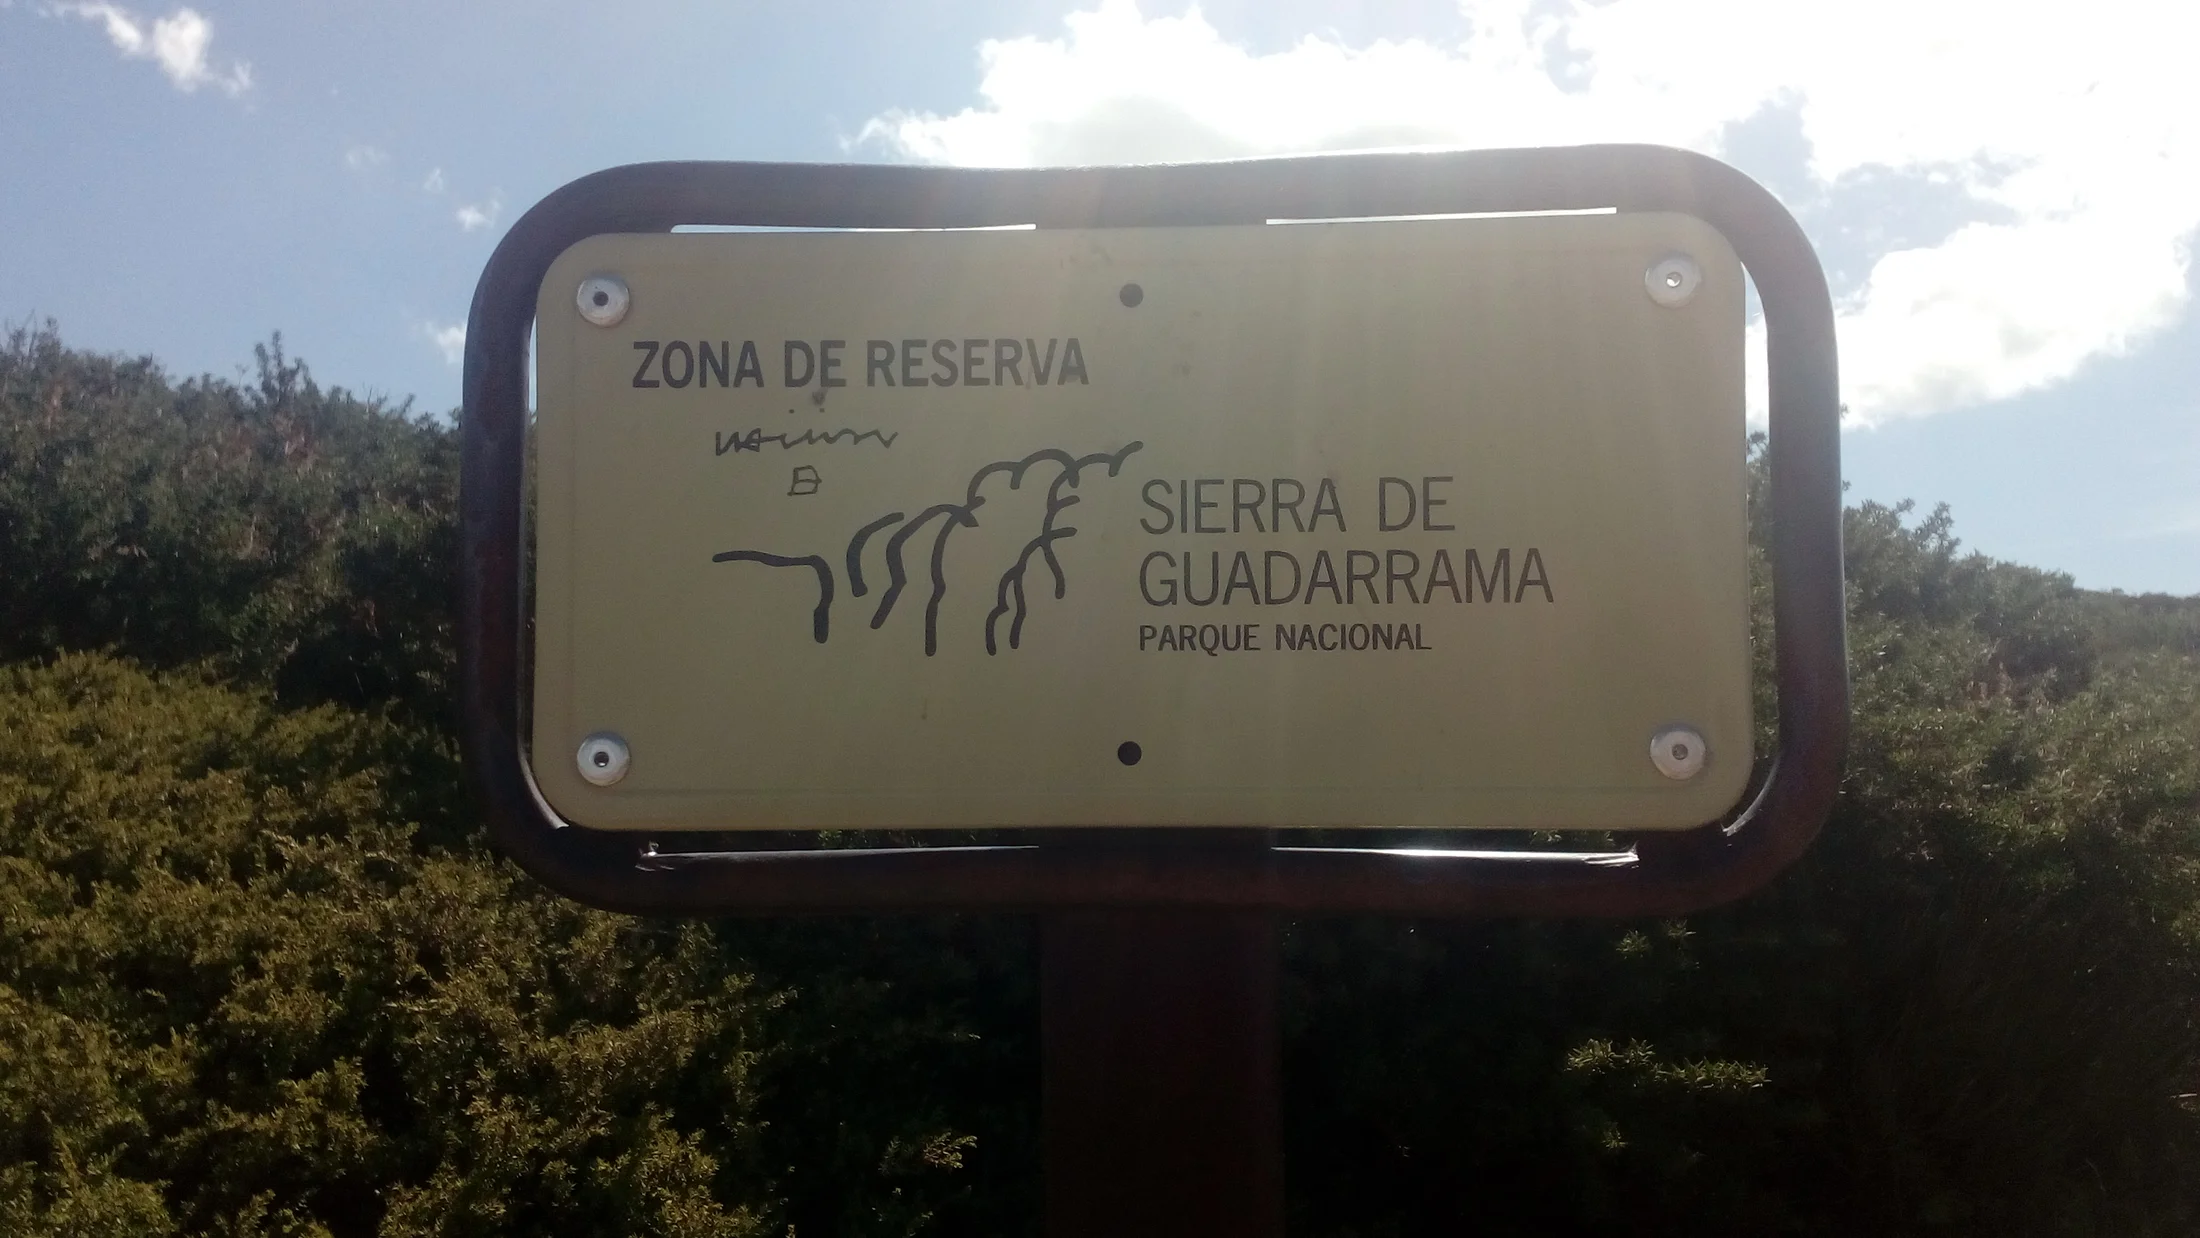 ZONA DE RESERVA
SIERRA DE
GUADARRAMA
PARQUE NACIONAL